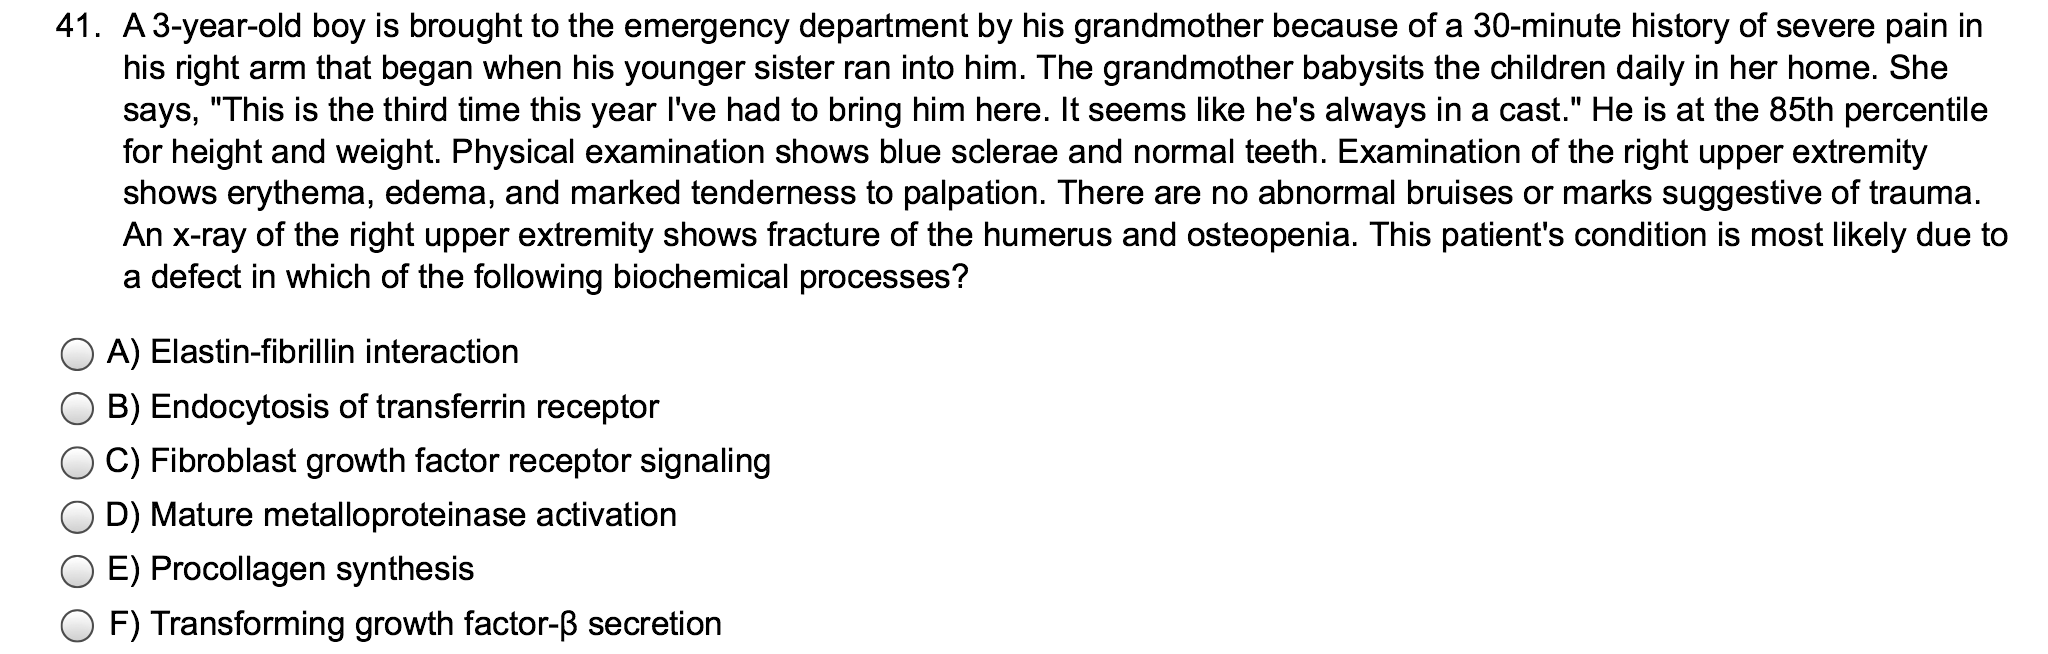 41. A 3-year-old boy is brought to the emergency department by his grandmother because of a 30-minute history of severe pain in
his right arm that began when his younger sister ran into him. The grandmother babysits the children daily in her home. She
says, "This is the third time this year I've had to bring him here. It seems like he's always in a cast." He is at the 85th percentile
for height and weight. Physical examination shows blue sclerae and normal teeth. Examination of the right upper extremity
shows erythema, edema, and marked tenderness to palpation. There are no abnormal bruises or marks suggestive of trauma.
An x-ray of the right upper extremity shows fracture of the humerus and osteopenia. This patient's condition is most likely due to
a defect in which of the following biochemical processes?
A) Elastin-fibrillin interaction
B) Endocytosis of transferrin receptor
C) Fibroblast growth factor receptor signaling
D) Mature metalloproteinase activation
E) Procollagen synthesis
F) Transforming growth factor-β secretion